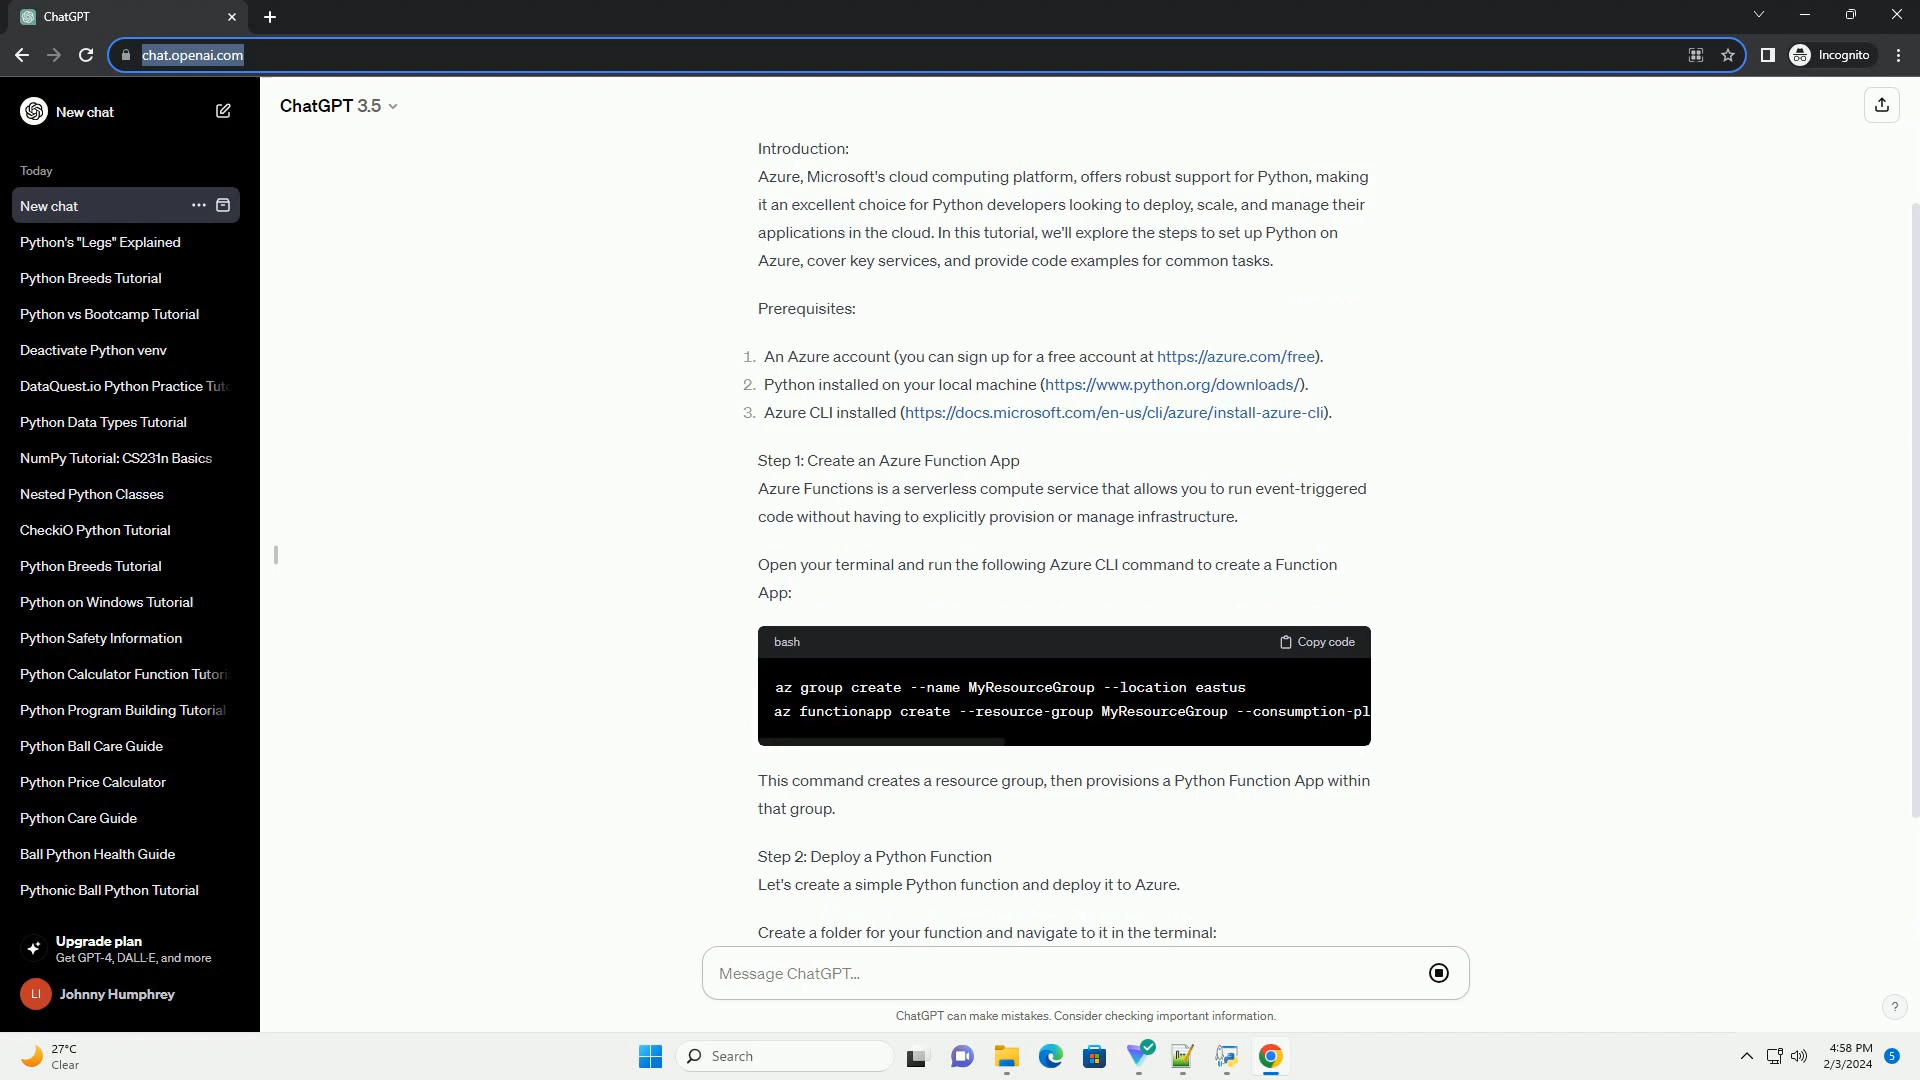 ChatGPT
chat.openai.com
Incognito
New chat
ChatGPT 3.5
Today
New chat
Python's "Legs" Explained
Python Breeds Tutorial
Python vs Bootcamp Tutorial
Deactivate Python venv
DataQuest.io Python Practice Tut
Python Data Types Tutorial
NumPy Tutorial: CS231n Basics
Nested Python Classes
CheckiO Python Tutorial
Python Breeds Tutorial
Python on Windows Tutorial
Python Safety Information
Python Calculator Function Tutori
Python Program Building Tutorial
Python Ball Care Guide
Python Price Calculator
Python Care Guide
Ball Python Health Guide
Pythonic Ball Python Tutorial
Upgrade plan
Get GPT-4, DALL·E, and more
LI
Johnny Humphrey
Introduction:
Azure, Microsoft's cloud computing platform, offers robust support for Python, making
it an excellent choice for Python developers looking to deploy, scale, and manage their
applications in the cloud. In this tutorial, we'll explore the steps to set up Python on
Azure, cover key services, and provide code examples for common tasks.
Prerequisites:
1. An Azure account (you can sign up for a free account at https://azure.com/free).
2. Python installed on your local machine (https://www.python.org/downloads/).
3. Azure CLI installed (https://docs.microsoft.com/en-us/cli/azure/install-azure-cli).
Step 1: Create an Azure Function App
Azure Functions is a serverless compute service that allows you to run event-triggered
code without having to explicitly provision or manage infrastructure.
Open your terminal and run the following Azure CLI command to create a Function
App:
bash
Copy code
az group create --name MyResourceGroup --location eastus
az functionapp create --resource-group MyResourceGroup --consumption-pl
This command creates a resource group, then provisions a Python Function App within
that group.
Step 2: Deploy a Python Function
Let's create a simple Python function and deploy it to Azure.
Create a folder for your function and navigate to it in the terminal:
Message ChatGPT...
ChatGPT can make mistakes. Consider checking important information.
?
27°C
Clear
Search
4:58 PM
2/3/2024
5